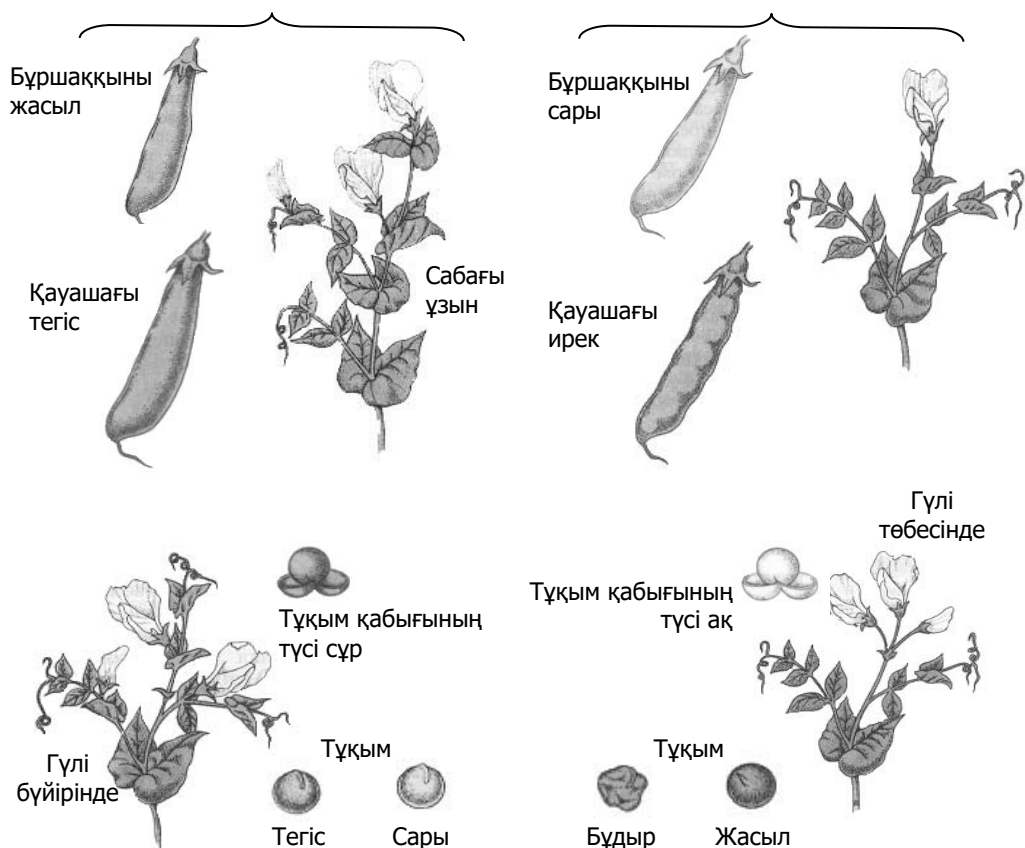 Бұршаққыны
жасыл
Қауашағы
тегіс
Сабағы
ұзын
Бұршаққыны
сары
Қауашағы
ирек
Тұқым қабығының
түсі сұр
Гүлі
бүйірінде
Тұқым
Тегіс Сары
Гүлі
төбесінде
Тұқым қабығының
түсі ақ
Тұқым
Бұдыр Жасыл